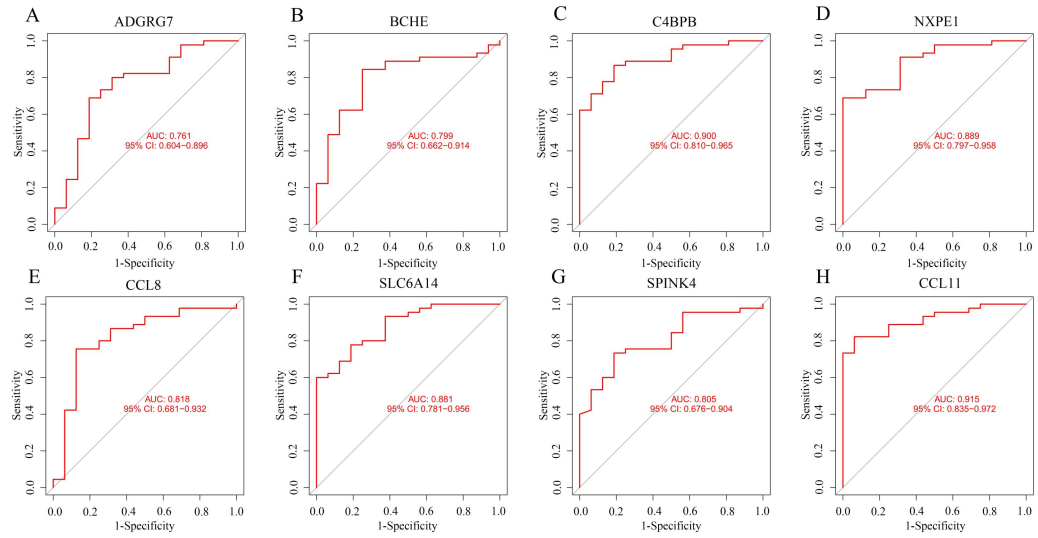 A
ADGRG7
Sensitivity
0.0 0.2 0.4 0.6 0.8 1.0
AUC: 0.761
95% CI: 0.604−0.896
0.0 0.2 0.4 0.6 0.8 1.0
1-Specificity
B
BCHE
Sensitivity
0.0 0.2 0.4 0.6 0.8 1.0
AUC: 0.799
95% CI: 0.662−0.914
0.0 0.2 0.4 0.6 0.8 1.0
1-Specificity
C
C4BPB
Sensitivity
0.0 0.2 0.4 0.6 0.8 1.0
AUC: 0.900
95% CI: 0.810−0.965
0.0 0.2 0.4 0.6 0.8 1.0
1-Specificity
D
NXPE1
Sensitivity
0.0 0.2 0.4 0.6 0.8 1.0
AUC: 0.889
95% CI: 0.797−0.958
0.0 0.2 0.4 0.6 0.8 1.0
1-Specificity
E
CCL8
Sensitivity
0.0 0.2 0.4 0.6 0.8 1.0
AUC: 0.818
95% CI: 0.681−0.932
0.0 0.2 0.4 0.6 0.8 1.0
1-Specificity
F
SLC6A14
Sensitivity
0.0 0.2 0.4 0.6 0.8 1.0
AUC: 0.881
95% CI: 0.781−0.956
0.0 0.2 0.4 0.6 0.8 1.0
1-Specificity
G
SPINK4
Sensitivity
0.0 0.2 0.4 0.6 0.8 1.0
AUC: 0.805
95% CI: 0.676−0.904
0.0 0.2 0.4 0.6 0.8 1.0
1-Specificity
H
CCL11
Sensitivity
0.0 0.2 0.4 0.6 0.8 1.0
AUC: 0.915
95% CI: 0.835−0.972
0.0 0.2 0.4 0.6 0.8 1.0
1-Specificity